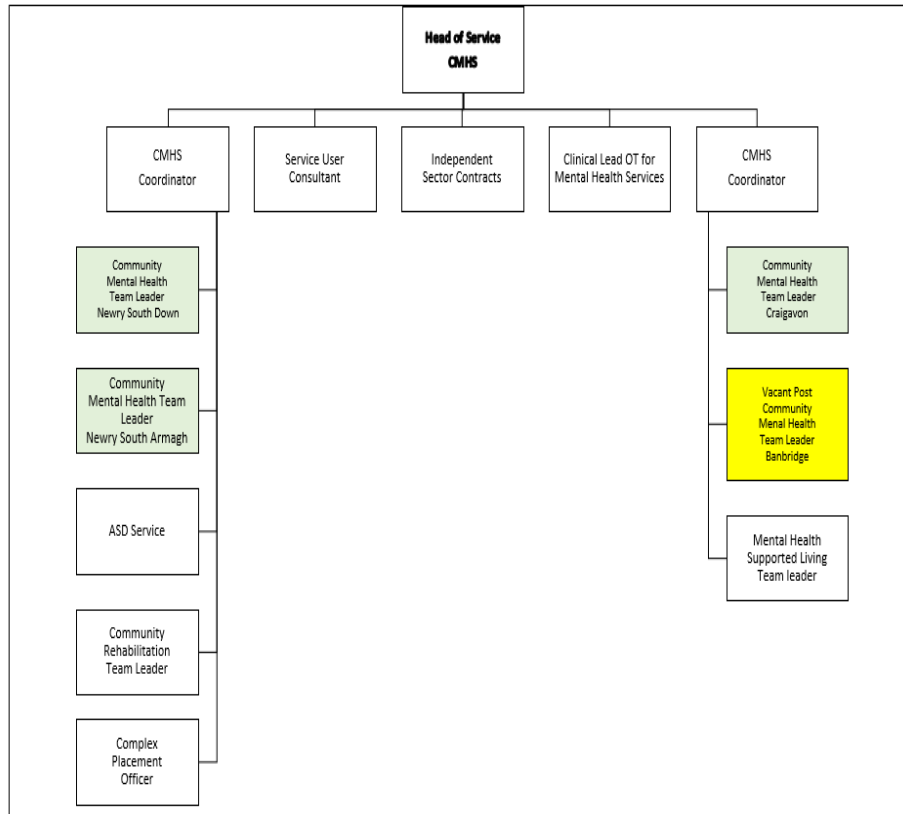 Head of Service
CMHS
CMHS
Coordinator
Service User
Consultant
Independent
Sector Contracts
Clinical Lead OT for
Mental Health Services
CMHS
Coordinator
Community
Mental Health
Team Leader
Newry South Down
Community
Mental Health Team
Leader
Newry South Armagh
ASD Service
Community
Rehabilitation
Team Leader
Complex
Placement
Officer
Community
Mental Health
Team Leader
Craigavon
Vacant Post
Community
Menal Health
Team Leader
Banbridge
Mental Health
Supported Living
Team leader